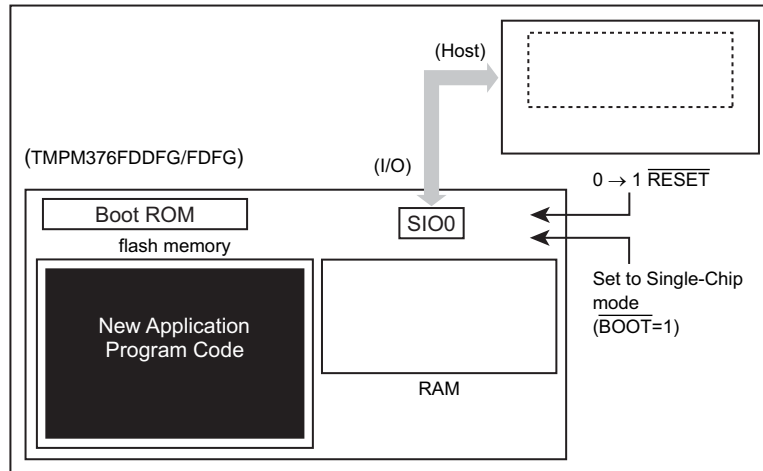 (Host)
(TMPM376FDDFG/FDFG)
(I/O)
0 → 1 RESET
Boot ROM
SIO0
flash memory
Set to Single-Chip
mode
(BOOT=1)
New Application
Program Code
RAM